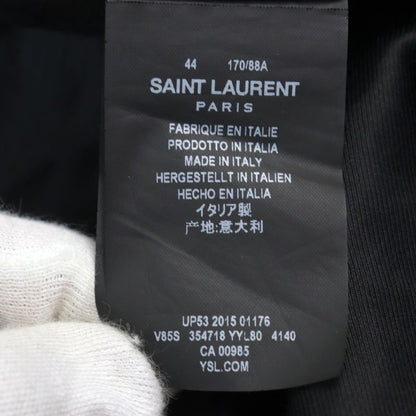 44 170/88A
SAINT LAURENT
PARIS
FABRIQUE EN ITALIE
PRODOTTO IN ITALIA
MADE IN ITALY
HERGESTELLT IN ITALIEN
HECHO EN ITALIA
イタリア製
产地:意大利
UP53 2015 01176
V85S 354718 YYL80 4140
CA 00985
YSL.COM